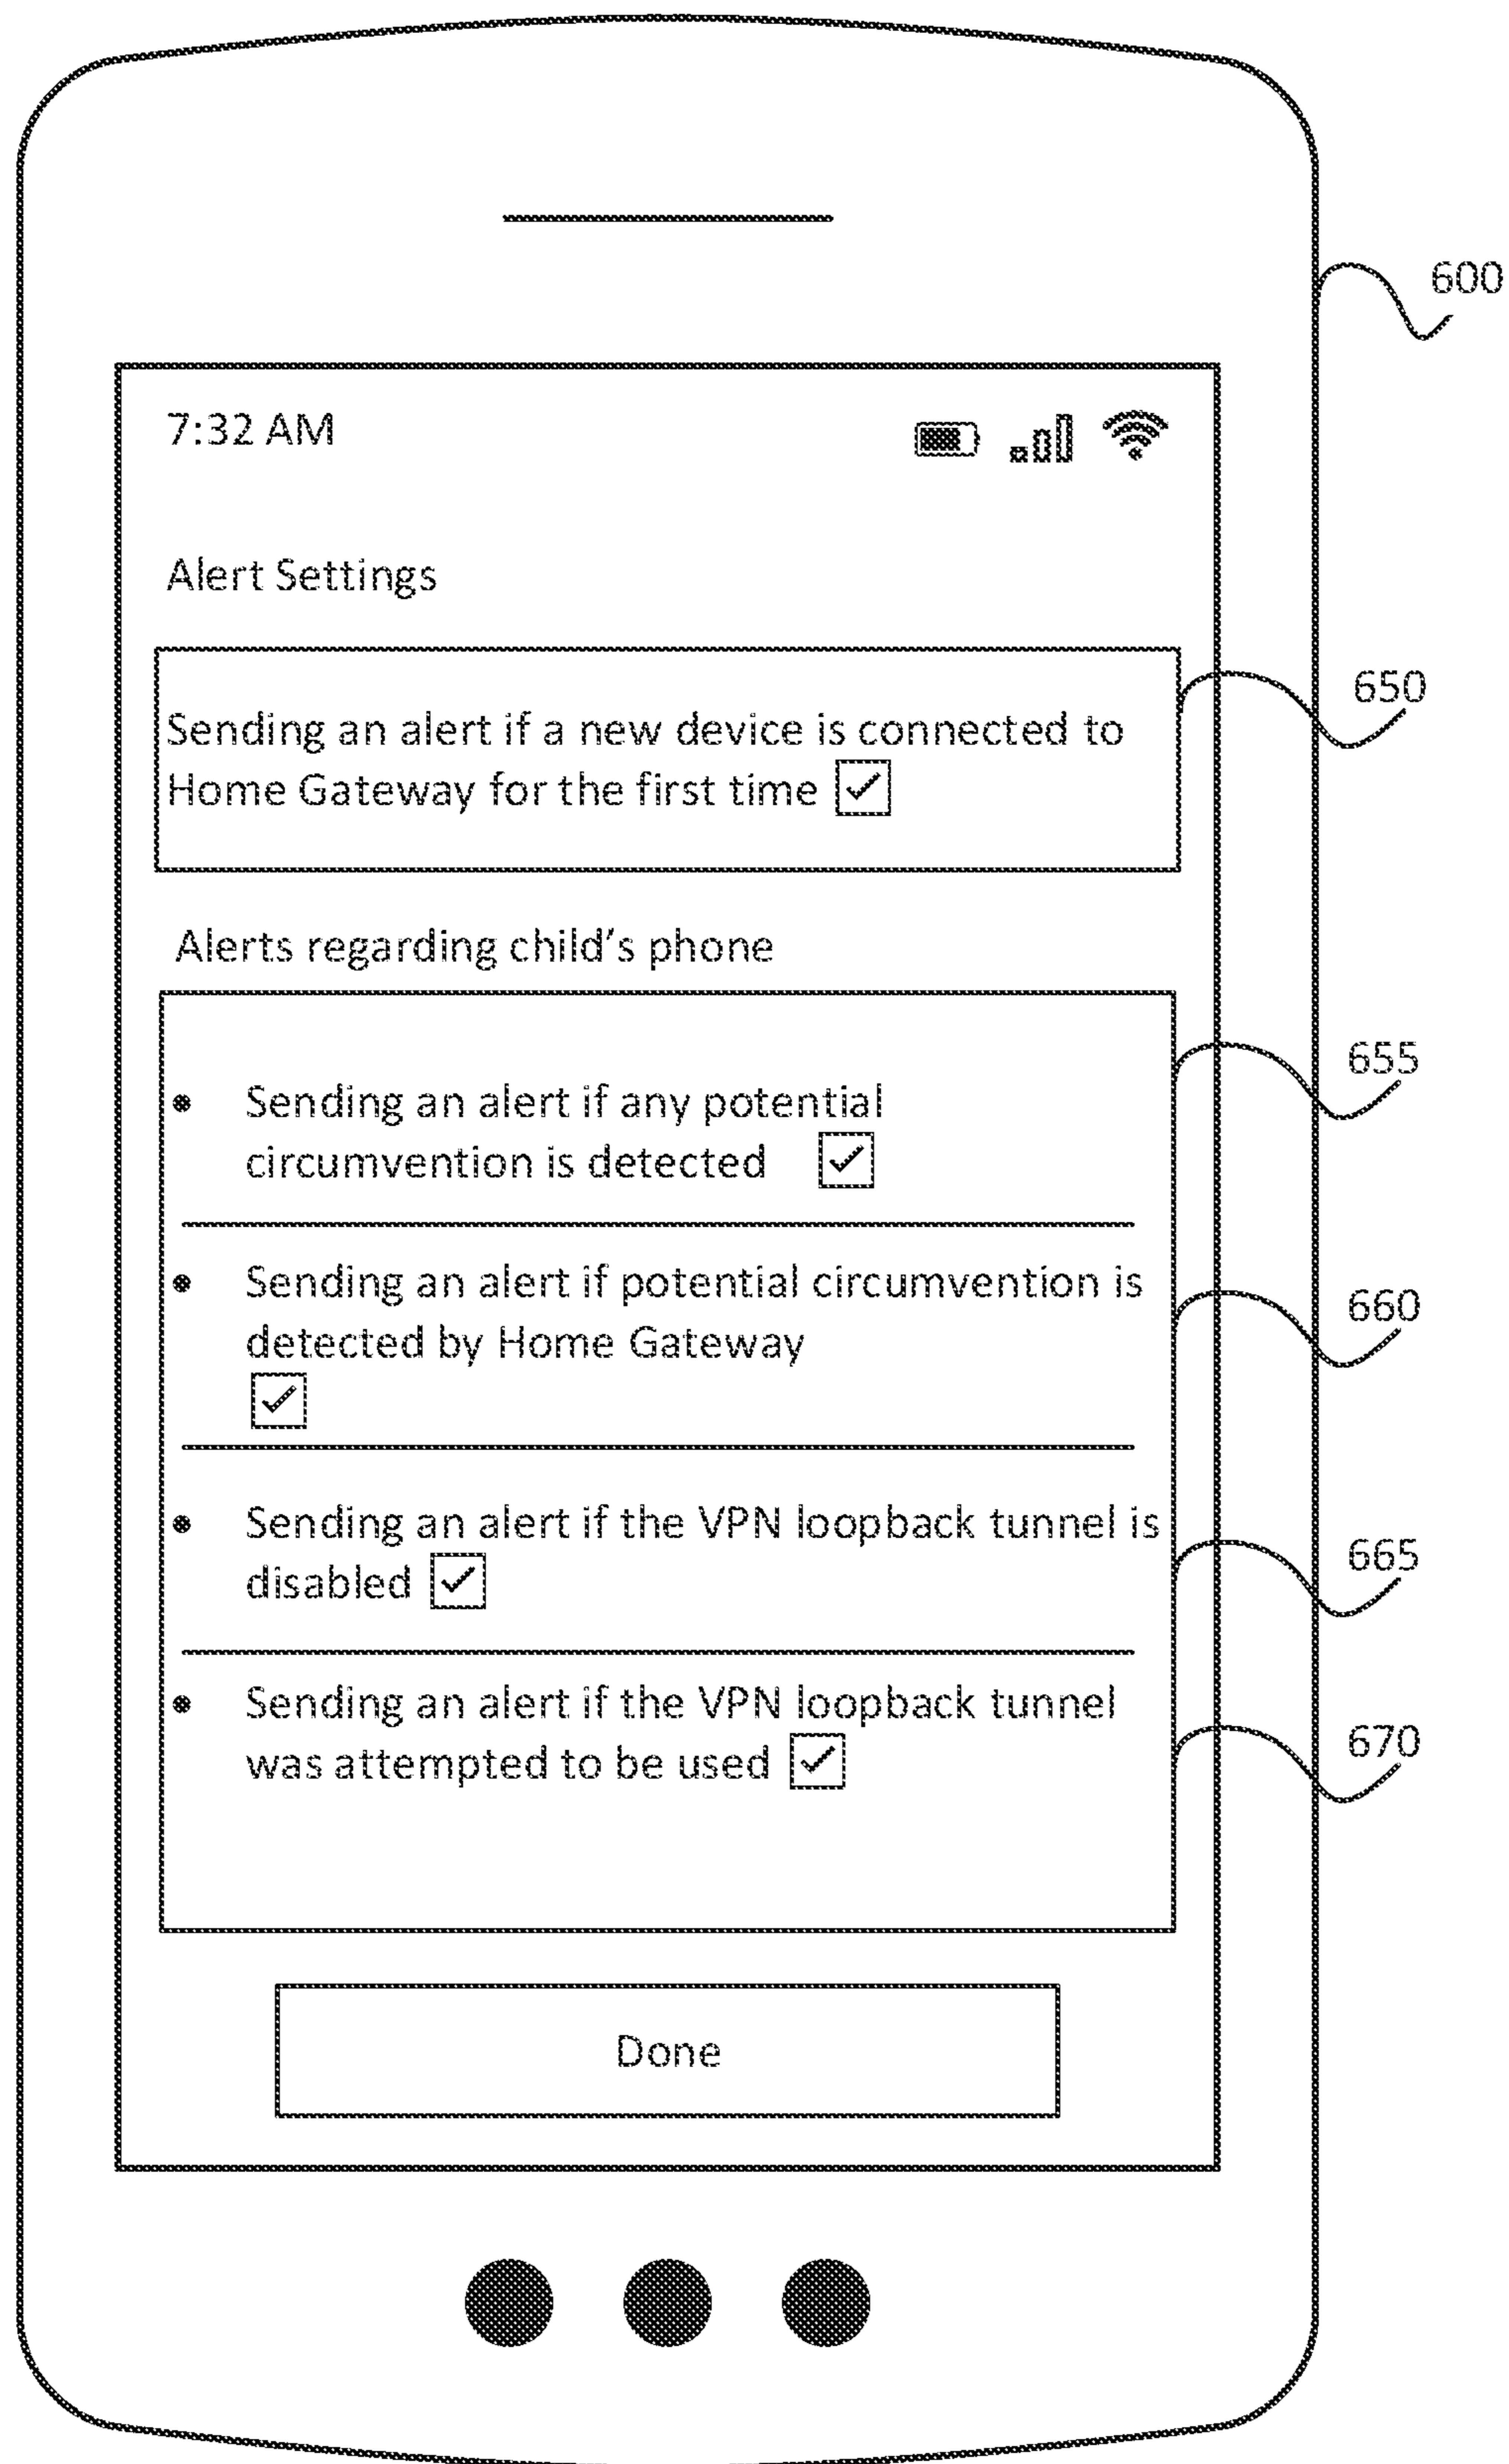 600
7:32 AM
Alert Settings
650
Sending an alert if a new device is connected to
Home Gateway for the first time
Alerts regarding child's phone
655
• Sending an alert if any potential
circumvention is detected
• Sending an alert if potential circumvention is
660
detected by Home Gateway
• Sending an alert if the VPN loopback tunnel is
665
disabled
• Sending an alert if the VPN loopback tunnel
670
was attempted to be used
Done